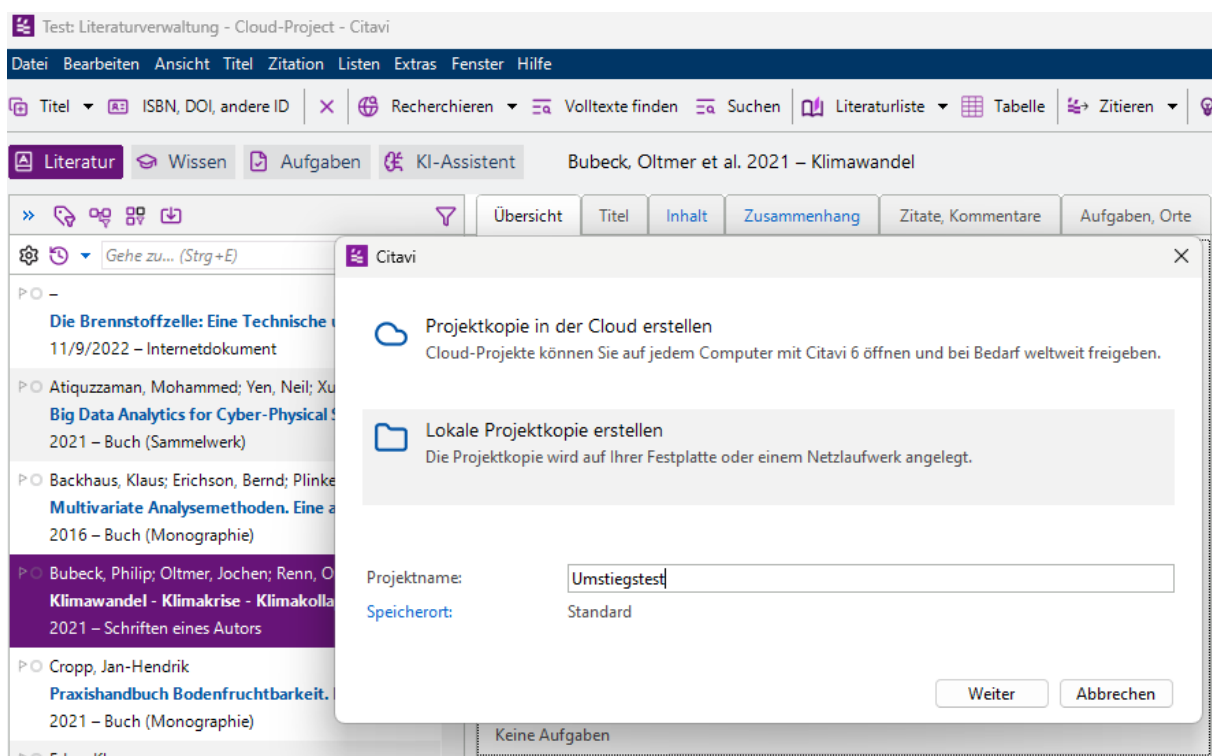 Test: Literaturverwaltung - Cloud-Project - Citavi
Datei Bearbeiten Ansicht Titel Zitation Listen Extras Fenster Hilfe
Titel ISBN, DOI, andere ID Recherchieren Volltexte finden Suchen Literaturliste Tabelle Zitieren
Literatur Wissen Aufgaben KI-Assistent Bubeck, Oltmer et al. 2021 – Klimawandel
Übersicht Titel Inhalt Zusammenhang Zitate, Kommentare Aufgaben, Orte
Gehe zu... (Strg+E)
–
Die Brennstoffzelle: Eine Technische
11/9/2022 – Internetdokument
Atiquzzaman, Mohammed; Yen, Neil; Xu
Big Data Analytics for Cyber-Physical
2021 – Buch (Sammelwerk)
Backhaus, Klaus; Erichson, Bernd; Plinke
Multivariate Analysemethoden. Eine a
2016 – Buch (Monographie)
Bubeck, Philip; Oltmer, Jochen; Renn, O
Klimawandel - Klimakrise - Klimakolla
2021 – Schriften eines Autors
Cropp, Jan-Hendrik
Praxishandbuch Bodenfruchtbarkeit.
2021 – Buch (Monographie)
Citavi
Projektkopie in der Cloud erstellen
Cloud-Projekte können Sie auf jedem Computer mit Citavi 6 öffnen und bei Bedarf weltweit freigeben.
Lokale Projektkopie erstellen
Die Projektkopie wird auf Ihrer Festplatte oder einem Netzlaufwerk angelegt.
Projektname: Umstiegstest
Speicherort: Standard
Weiter Abbrechen
Keine Aufgaben